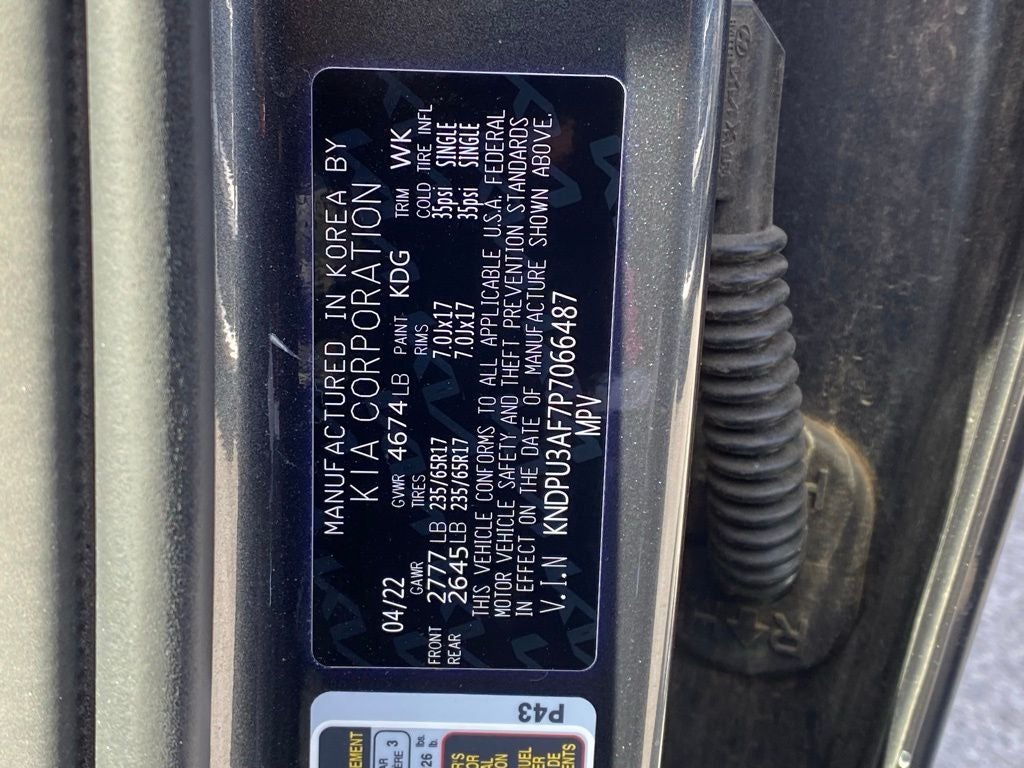 MANUFACTURED IN KOREA BY
KIA CORPORATION
04/22 GVWR 4674LB PAINT KDG TRIM WK
GAWR TIRES RIMS COLD TIRE INFL
FRONT 2777LB 235/65R17 7.0Jx17 35psi SINGLE
REAR 2645LB 235/65R17 7.0Jx17 35psi SINGLE
THIS VEHICLE CONFORMS TO ALL APPLICABLE U.S.A. FEDERAL
MOTOR VEHICLE SAFETY AND THEFT PREVENTION STANDARDS
IN EFFECT ON THE DATE OF MANUFACTURE SHOWN ABOVE.
V.I.N KNDPU3AF7P7066487
MPV
P43
3
26 lb.